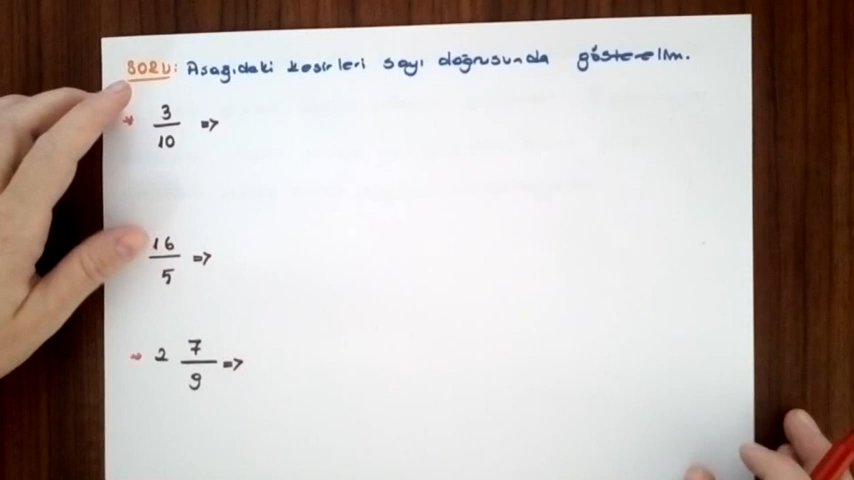 SORU: Aşağıdaki kesirleri sayı doğrusunda gösterelim.
→ 3/10 =>
16/5 =>
→ 2 7/9 =>